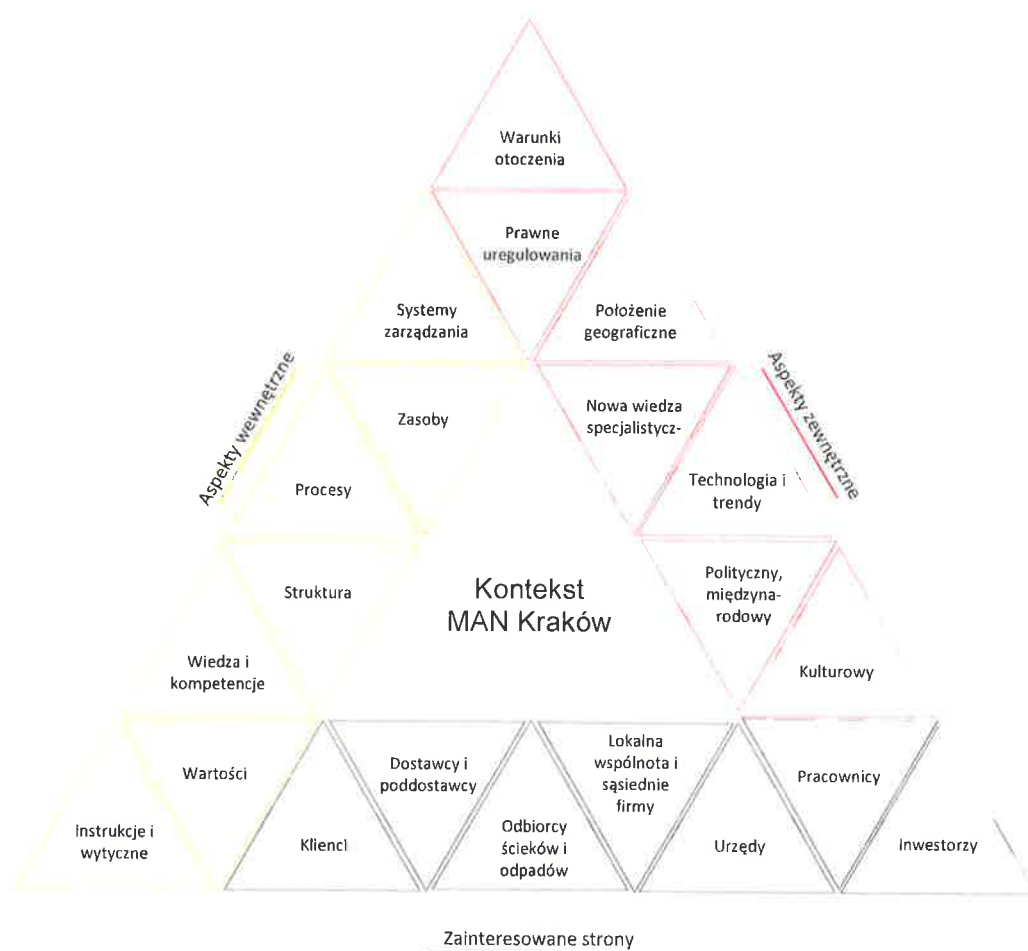 Warunki
otoczenia
Prawne
uregulowania
Systemy
zarządzania
Położenie
geograficzne
Aspekty wewnętrzne
Aspekty zewnętrzne
Zasoby
Nowa wiedza
specjalistycz-
Procesy
Technologia i
trendy
Struktura
Kontekst
MAN Kraków
Polityczny,
międzyna-
rodowy
Wiedza i
kompetencje
Kulturowy
Wartości
Dostawcy i
poddostawcy
Lokalna
wspólnota i
sąsiednie
firmy
Pracownicy
Instrukcje i
wytyczne
Klienci
Odbiorcy
ścieków i
odpadów
Urzędy
Inwestorzy
Zainteresowane strony